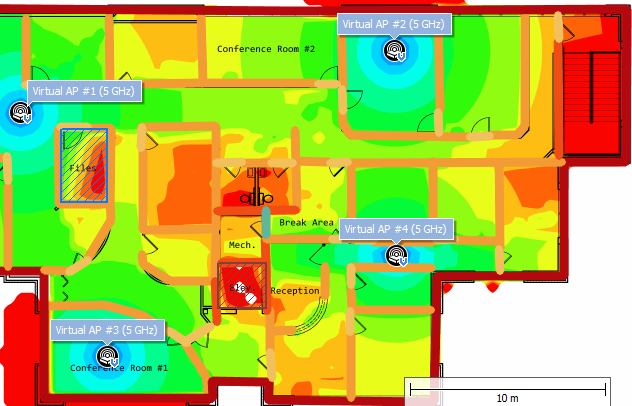 Virtual AP #2 (5 GHz)
Conference Room #2
Virtual AP #1 (5 GHz)
Files
Break Area
Virtual AP #4 (5 GHz)
Mech.
Elev.
Reception
Virtual AP #3 (5 GHz)
Conference Room #1
10 m